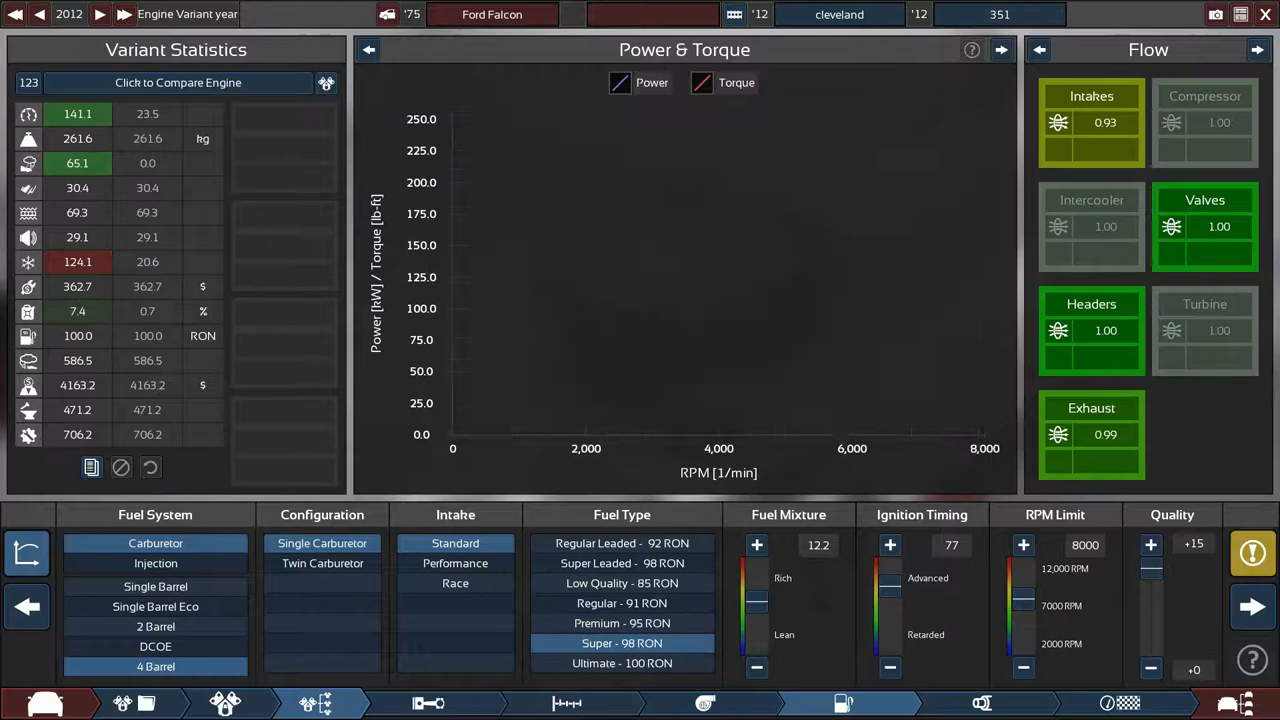 2012 Engine Variant year '75 Ford Falcon '12 cleveland '12 351
Variant Statistics
123 Click to Compare Engine
141.1 23.5
261.6 261.6 kg
65.1 0.0
30.4 30.4
69.3 69.3
29.1 29.1
124.1 20.6
362.7 362.7 $
7.4 0.7 %
100.0 100.0 RON
586.5 586.5
4163.2 4163.2 $
471.2 471.2
706.2 706.2
Power & Torque ?
Power Torque
250.0
225.0
200.0
175.0
150.0
125.0
100.0
75.0
50.0
25.0
0.0
Power [kW] / Torque [lb-ft]
0 2,000 4,000 6,000 8,000
RPM [1/min]
Flow
Intakes Compressor
0.93 1.00
Intercooler Valves
1.00 1.00
Headers Turbine
1.00 1.00
Exhaust
0.99
Fuel System
Carburetor
Injection
Single Barrel
Single Barrel Eco
2 Barrel
DCOE
4 Barrel
Configuration
Single Carburetor
Twin Carburetor
Intake
Standard
Performance
Race
Fuel Type
Regular Leaded - 92 RON
Super Leaded - 98 RON
Low Quality - 85 RON
Regular - 91 RON
Premium - 95 RON
Super - 98 RON
Ultimate - 100 RON
Fuel Mixture
+ 12.2
Rich
Lean
−
Ignition Timing
+ 77
Advanced
Retarded
−
RPM Limit
+ 8000
12,000 RPM
7000 RPM
2000 RPM
−
Quality
+ +15
− +0
!
?